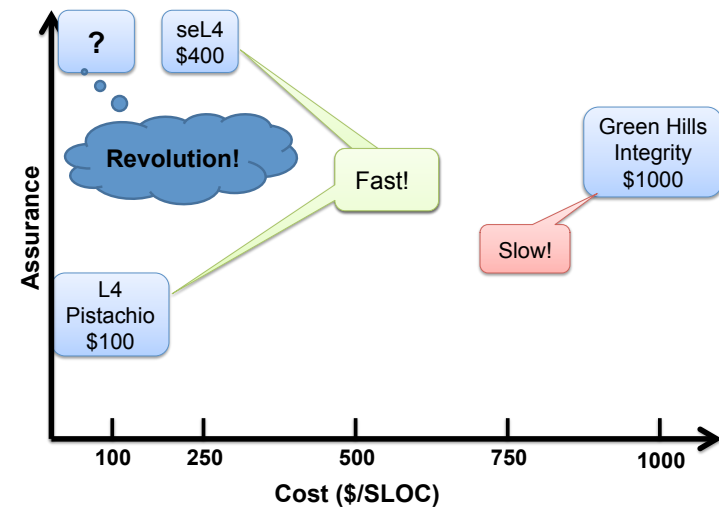 ?
seL4
$400
Revolution!
Fast!
Green Hills
Integrity
$1000
Slow!
Assurance
L4
Pistachio
$100
100
250
500
750
1000
Cost ($/SLOC)